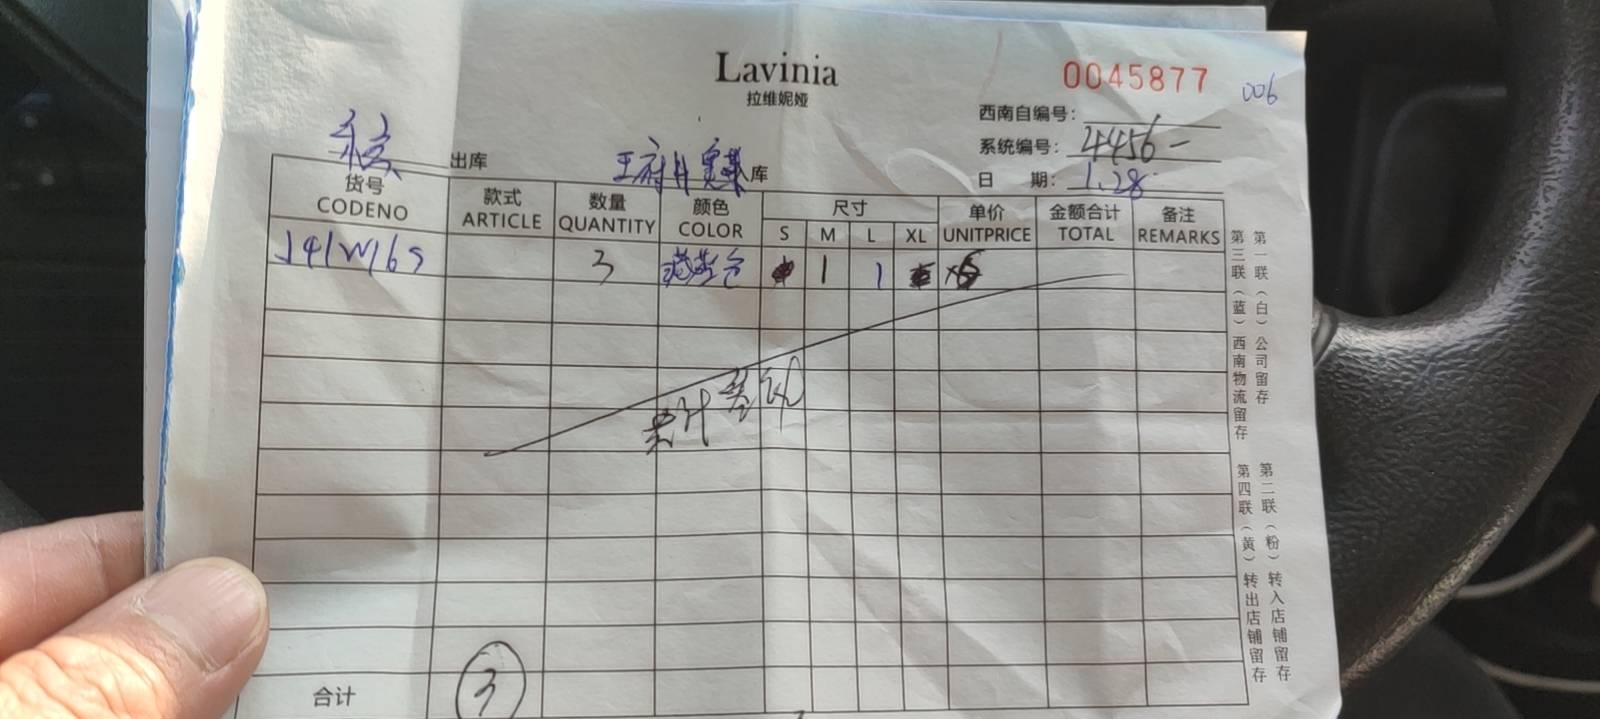 Lavinia
拉维妮娅
0045877
006
西南自编号:
系统编号: 4456-
日 期: 1.28
出库
王府井 库
货号 款式 数量 颜色 尺寸 单价 金额合计 备注
CODENO ARTICLE QUANTITY COLOR S M L XL UNITPRICE TOTAL REMARKS
J41W165 3 1 1
合计 3
第一联(白)公司留存
第二联(粉)转入店铺留存
第三联(蓝)西南物流留存
第四联(黄)转出店铺留存